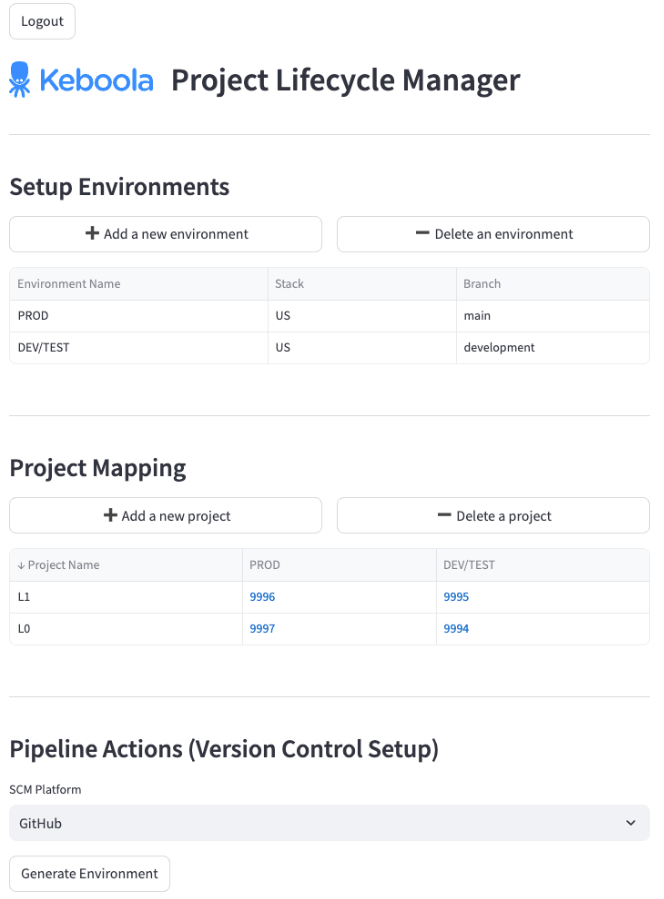 Logout
Keboola Project Lifecycle Manager
Setup Environments
Add a new environment Delete an environment
Environment Name Stack Branch
PROD US main
DEV/TEST US development
Project Mapping
Add a new project Delete a project
↓ Project Name PROD DEV/TEST
L1 9996 9995
L0 9997 9994
Pipeline Actions (Version Control Setup)
SCM Platform
GitHub
Generate Environment